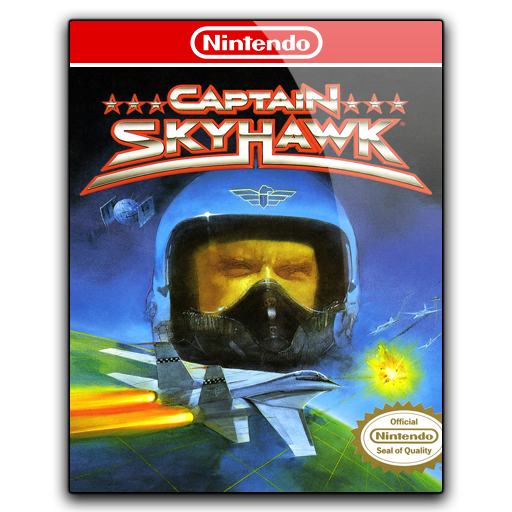 Nintendo
CAPTAIN
SKYHAWK
Official
Nintendo
Seal of Quality